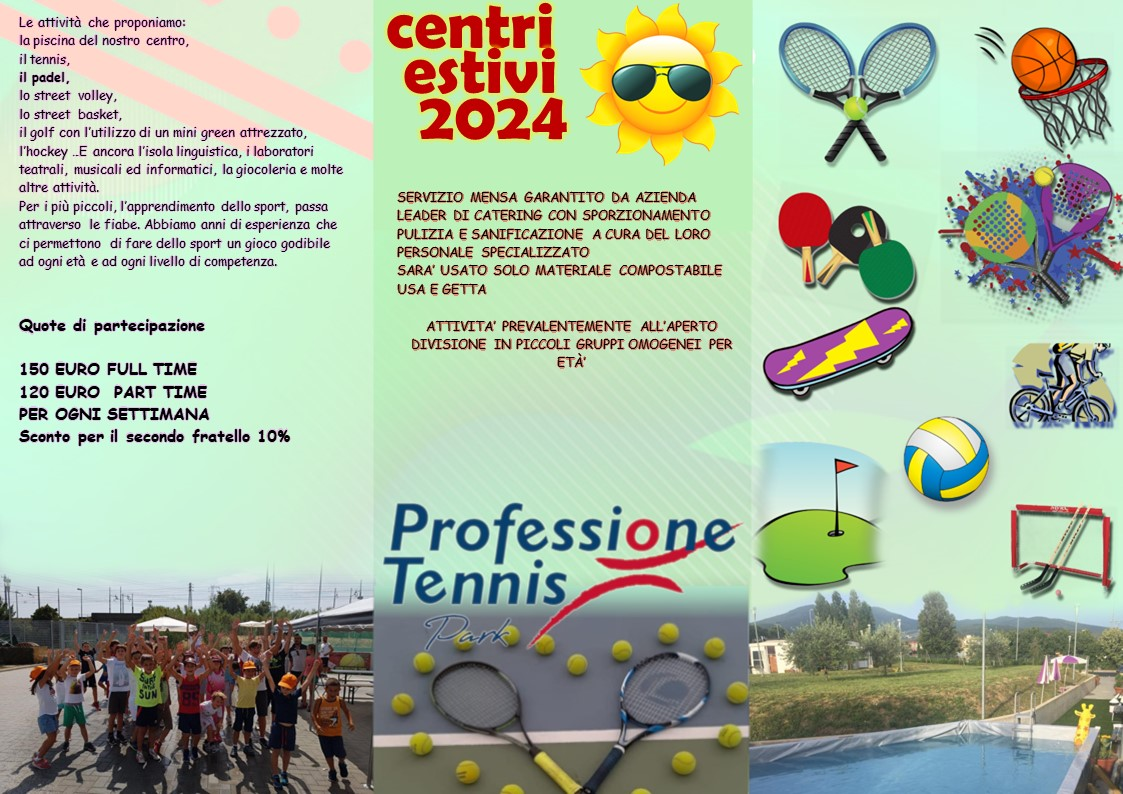 Le attività che proponiamo:
la piscina del nostro centro,
il tennis,
il padel,
lo street volley,
lo street basket,
il golf con l'utilizzo di un mini green attrezzato,
l'hockey ..E ancora l'isola linguistica, i laboratori
teatrali, musicali ed informatici, la giocoleria e molte
altre attività.
Per i più piccoli, l'apprendimento dello sport, passa
attraverso le fiabe. Abbiamo anni di esperienza che
ci permettono di fare dello sport un gioco godibile
ad ogni età e ad ogni livello di competenza.
Quote di partecipazione
150 EURO FULL TIME
120 EURO PART TIME
PER OGNI SETTIMANA
Sconto per il secondo fratello 10%
centri
estivi
2024
SERVIZIO MENSA GARANTITO DA AZIENDA
LEADER DI CATERING CON SPORZIONAMENTO
PULIZIA E SANIFICAZIONE A CURA DEL LORO
PERSONALE SPECIALIZZATO
SARA' USATO SOLO MATERIALE COMPOSTABILE
USA E GETTA
ATTIVITA' PREVALENTEMENTE ALL'APERTO
DIVISIONE IN PICCOLI GRUPPI OMOGENEI PER
ETÀ'
Professione
Tennis
Park